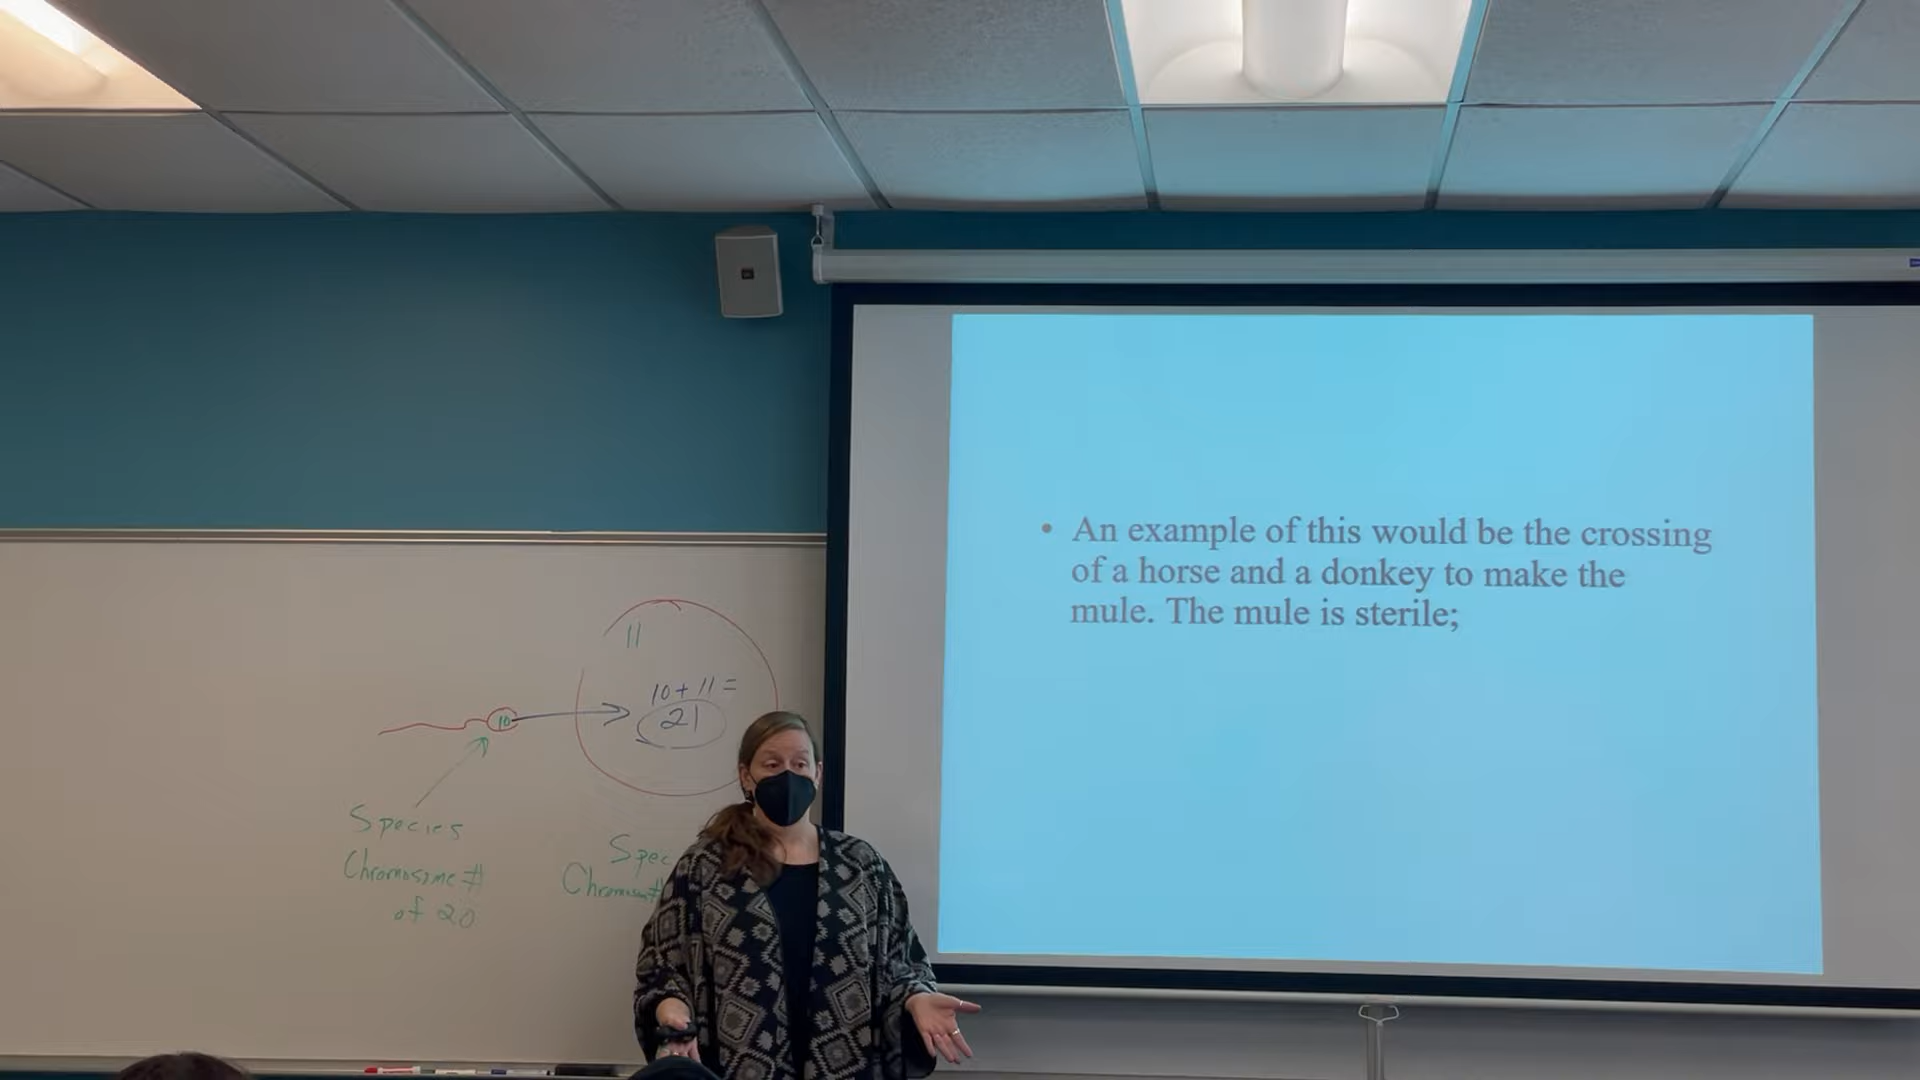 • An example of this would be the crossing
of a horse and a donkey to make the
mule. The mule is sterile;
11
10 + 11 =
21
10
Species
Chromosome #
of 20
Spec
Chromosom #